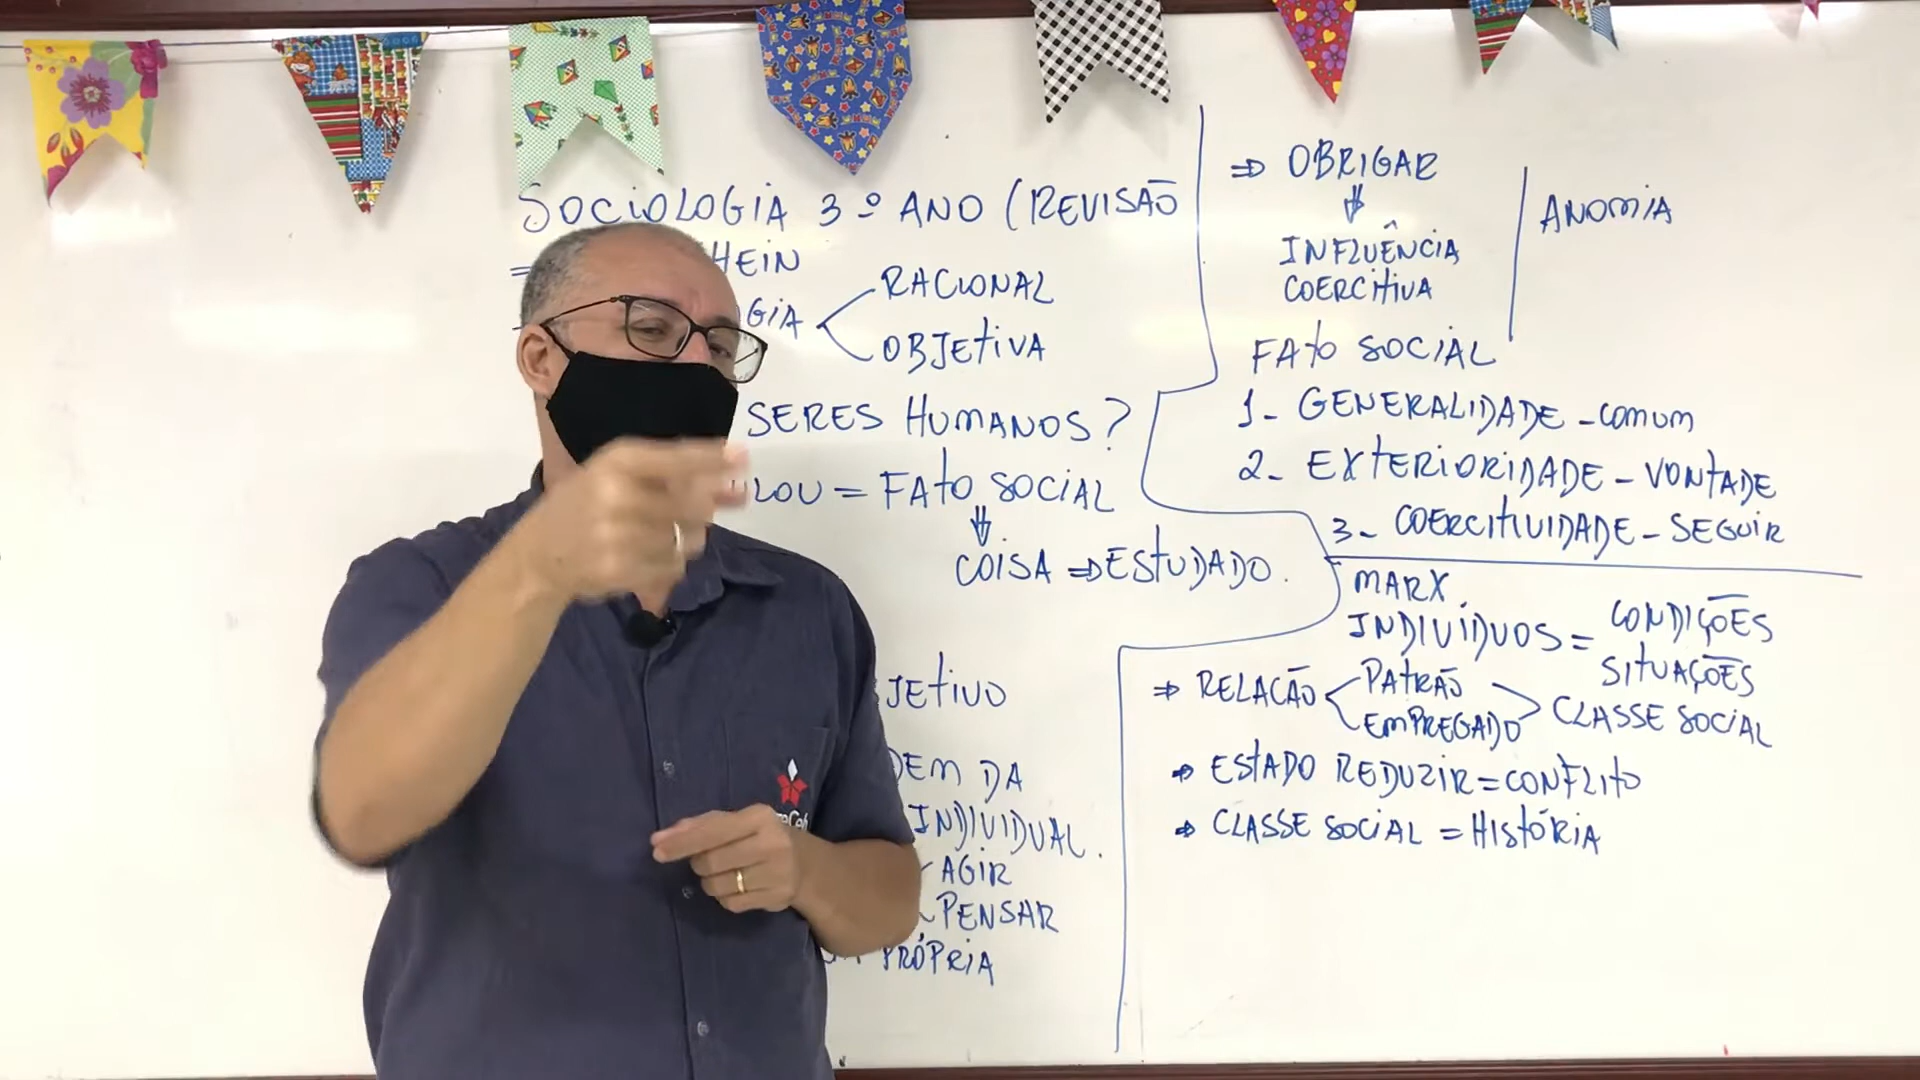 SOCIOLOGIA 3º ANO (REVISÃO
HEIN
GIA
RACIONAL
OBJETIVA
SERES HUMANOS?
LOU = FATO SOCIAL
⇓
COISA ⇒ ESTUDADO.
JETIVO
DEM DA
INDIVIDUAL.
AGIR
PENSAR
PRÓPRIA
⇒ OBRIGAR
⇓
INFLUÊNCIA
COERCITIVA
ANOMIA
FATO SOCIAL
1- GENERALIDADE - COMUM
2- EXTERIORIDADE - VONTADE
3- COERCITIVIDADE - SEGUIR
MARX
INDIVÍDUOS = CONDIÇÕES
SITUAÇÕES
⇒ RELACÃO PATRÃO
EMPREGADO CLASSE SOCIAL
⇒ ESTADO REDUZIR = CONFLITO
⇒ CLASSE SOCIAL = HISTÓRIA